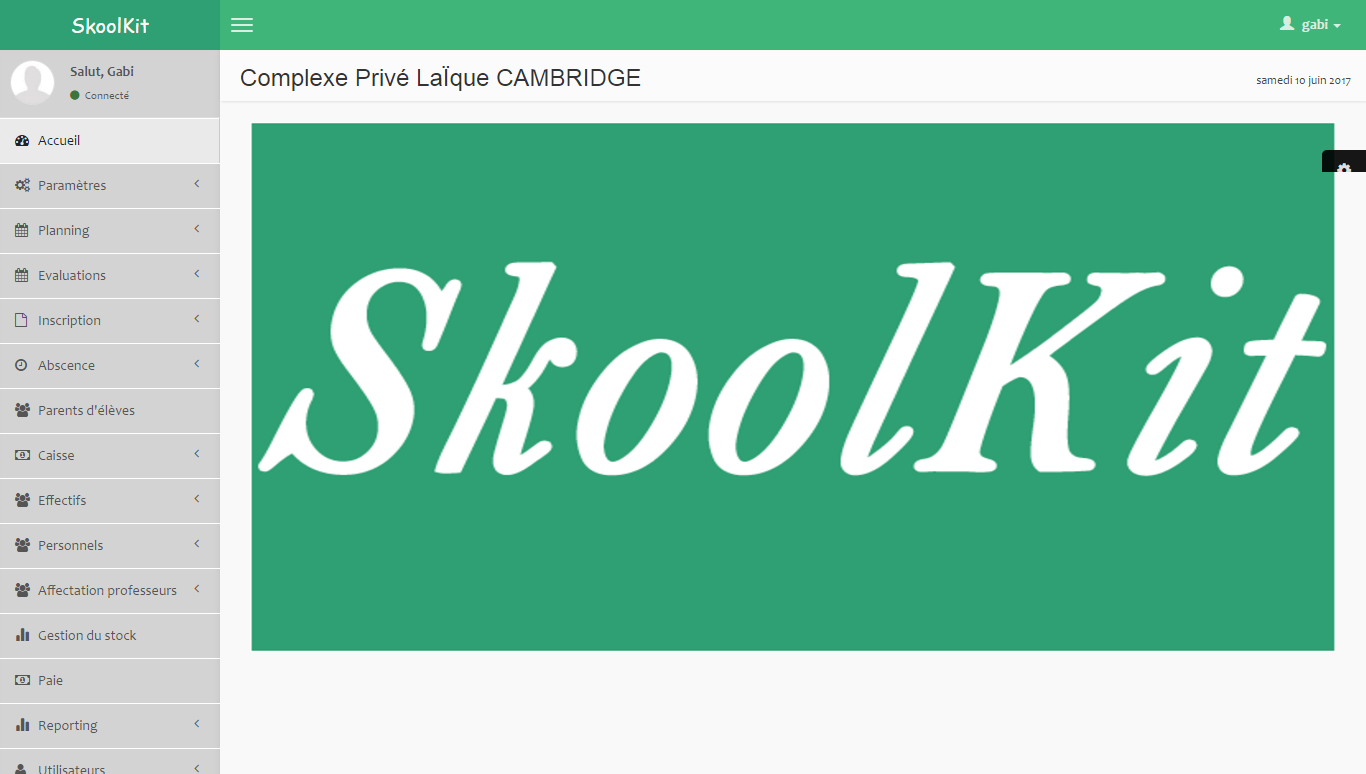 SkoolKit
gabi
Salut, Gabi
Connecté
Complexe Privé LaÏque CAMBRIDGE
samedi 10 juin 2017
Accueil
Paramètres
Planning
Evaluations
Inscription
Abscence
Parents d'élèves
Caisse
Effectifs
Personnels
Affectation professeurs
Gestion du stock
Paie
Reporting
Utilisateurs
SkoolKit